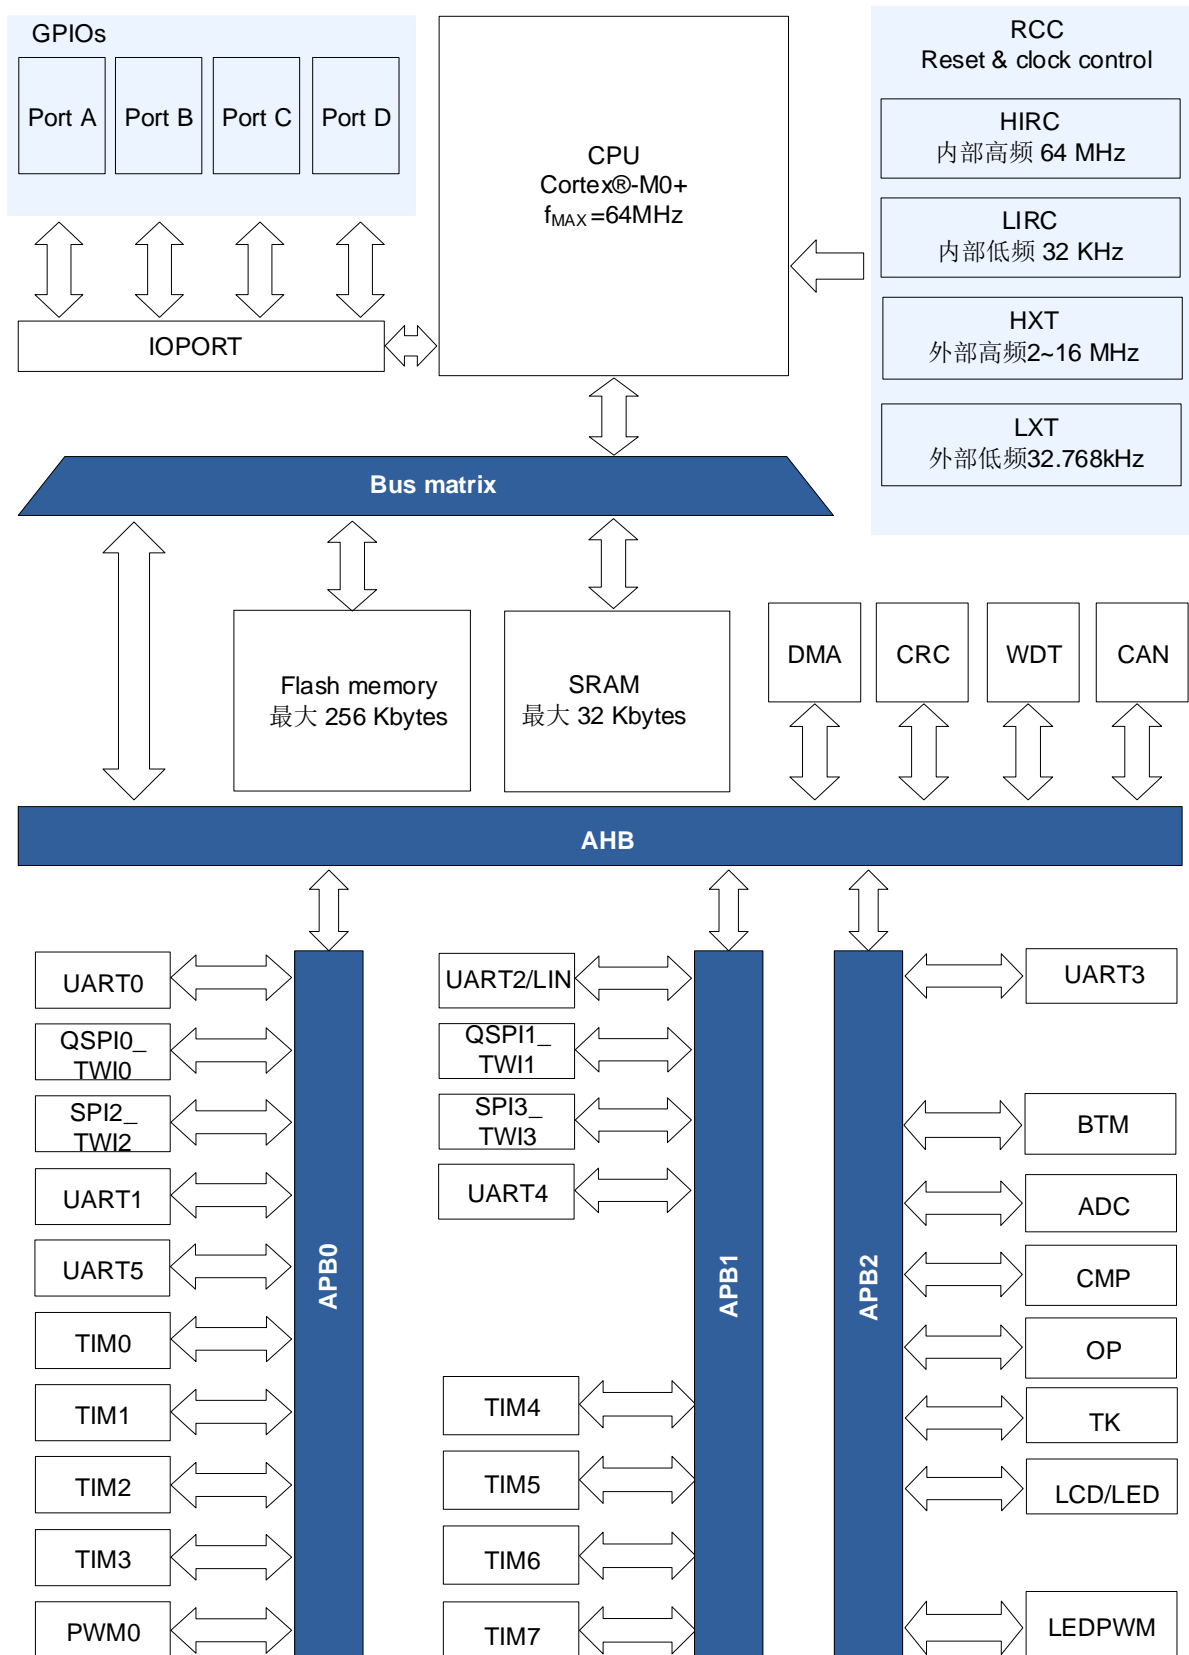 GPIOs
Port A
Port B
Port C
Port D
IOPORT
CPU
Cortex®-M0+
fMAX =64MHz
RCC
Reset & clock control
HIRC
内部高频 64 MHz
LIRC
内部低频 32 KHz
HXT
外部高频2~16 MHz
LXT
外部低频32.768kHz
Bus matrix
Flash memory
最大 256 Kbytes
SRAM
最大 32 Kbytes
DMA
CRC
WDT
CAN
AHB
UART0
QSPI0_
TWI0
SPI2_
TWI2
UART1
UART5
TIM0
TIM1
TIM2
TIM3
PWM0
APB0
UART2/LIN
QSPI1_
TWI1
SPI3_
TWI3
UART4
TIM4
TIM5
TIM6
TIM7
APB1
APB2
UART3
BTM
ADC
CMP
OP
TK
LCD/LED
LEDPWM